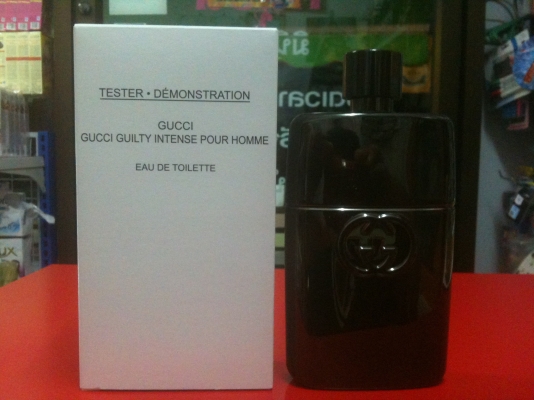 TESTER • DÉMONSTRATION
GUCCI
GUCCI GUILTY INTENSE POUR HOMME
EAU DE TOILETTE